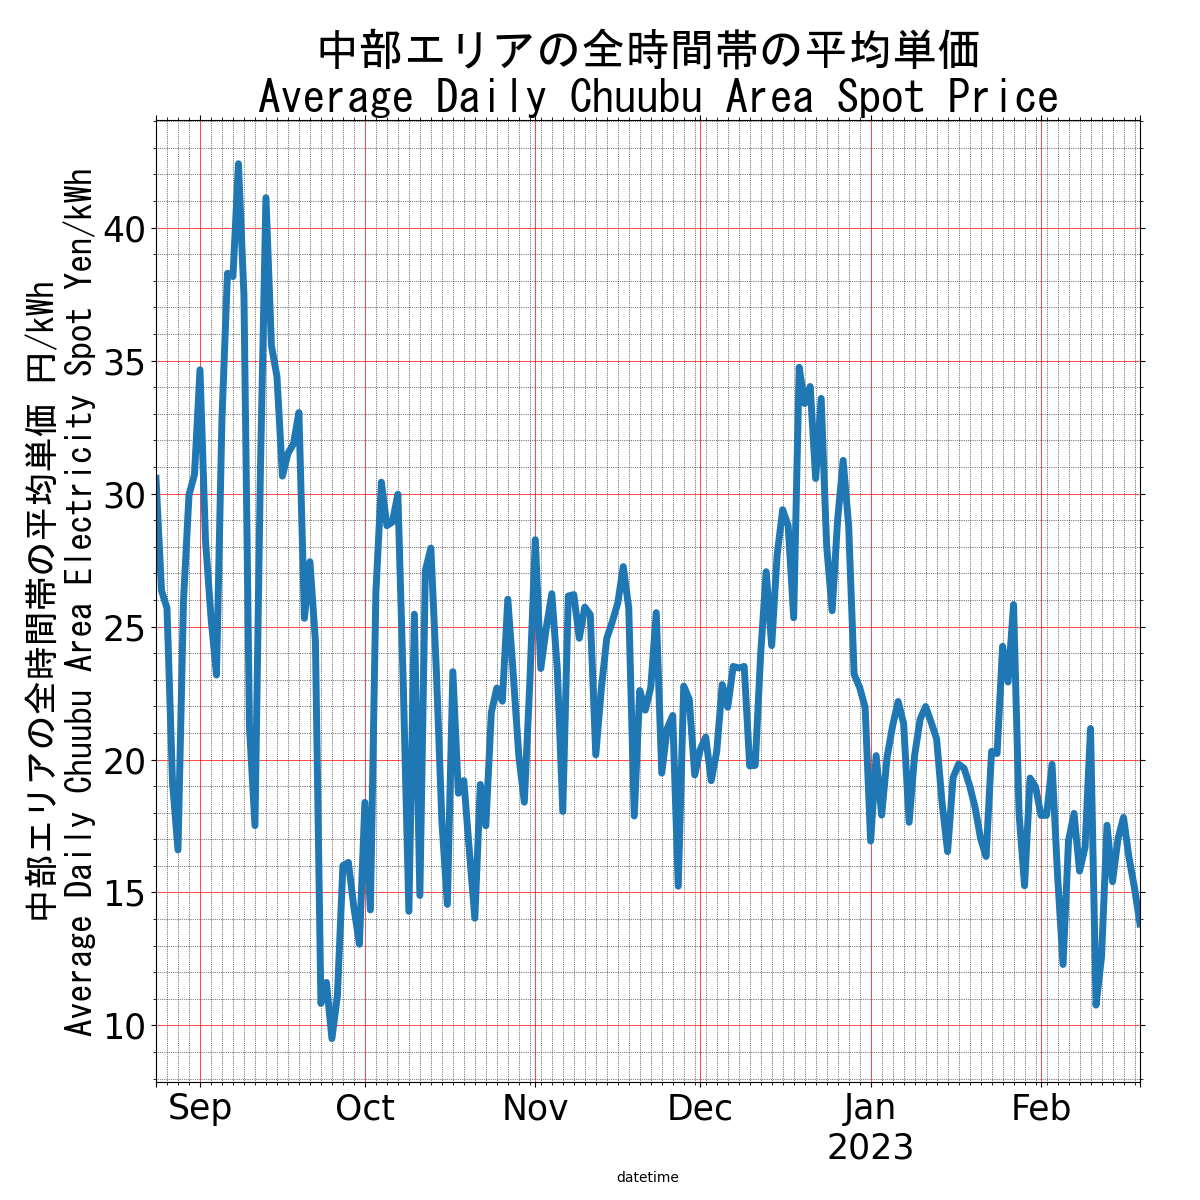 中部エリアの全時間帯の平均単価
Average Daily Chuubu Area Spot Price
中部エリアの全時間帯の平均単価 円/kWh
Average Daily Chuubu Area Electricity Spot Yen/kWh
40
35
30
25
20
15
10
Sep Oct Nov Dec Jan Feb
2023
datetime